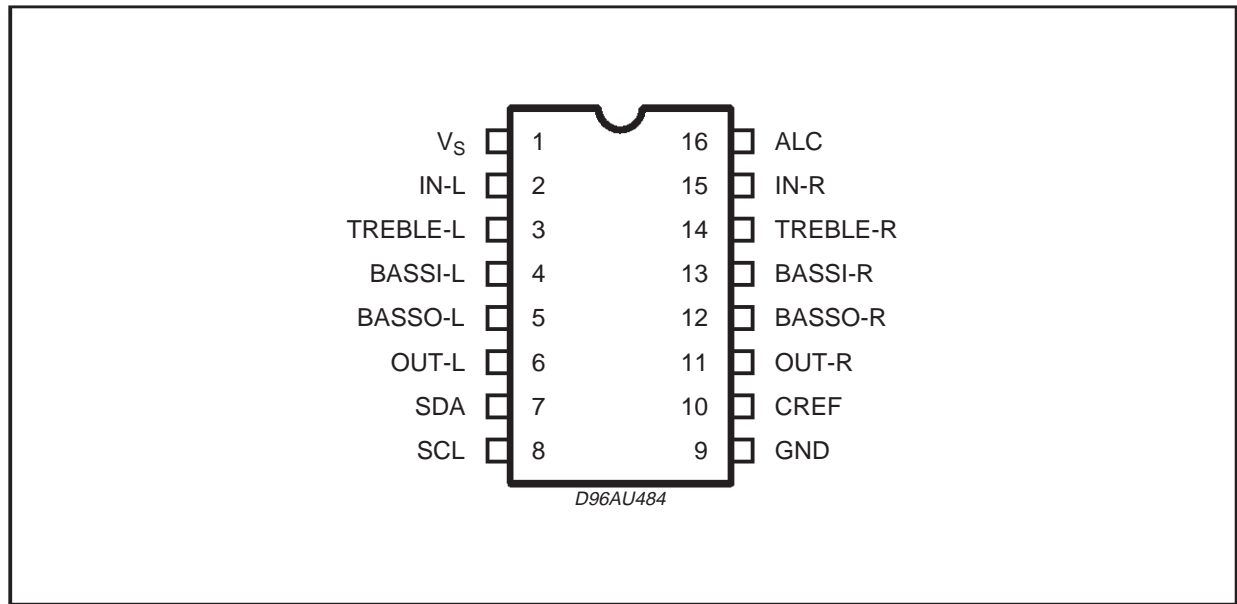 V_S 1 16 ALC
IN-L 2 15 IN-R
TREBLE-L 3 14 TREBLE-R
BASSI-L 4 13 BASSI-R
BASSO-L 5 12 BASSO-R
OUT-L 6 11 OUT-R
SDA 7 10 CREF
SCL 8 9 GND
D96AU484